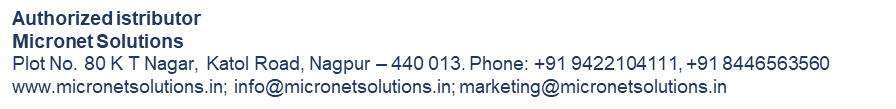 Authorized istributor
Micronet Solutions
Plot No. 80 K T Nagar, Katol Road, Nagpur – 440 013. Phone: +91 9422104111, +91 8446563560
www.micronetsolutions.in; info@micronetsolutions.in; marketing@micronetsolutions.in